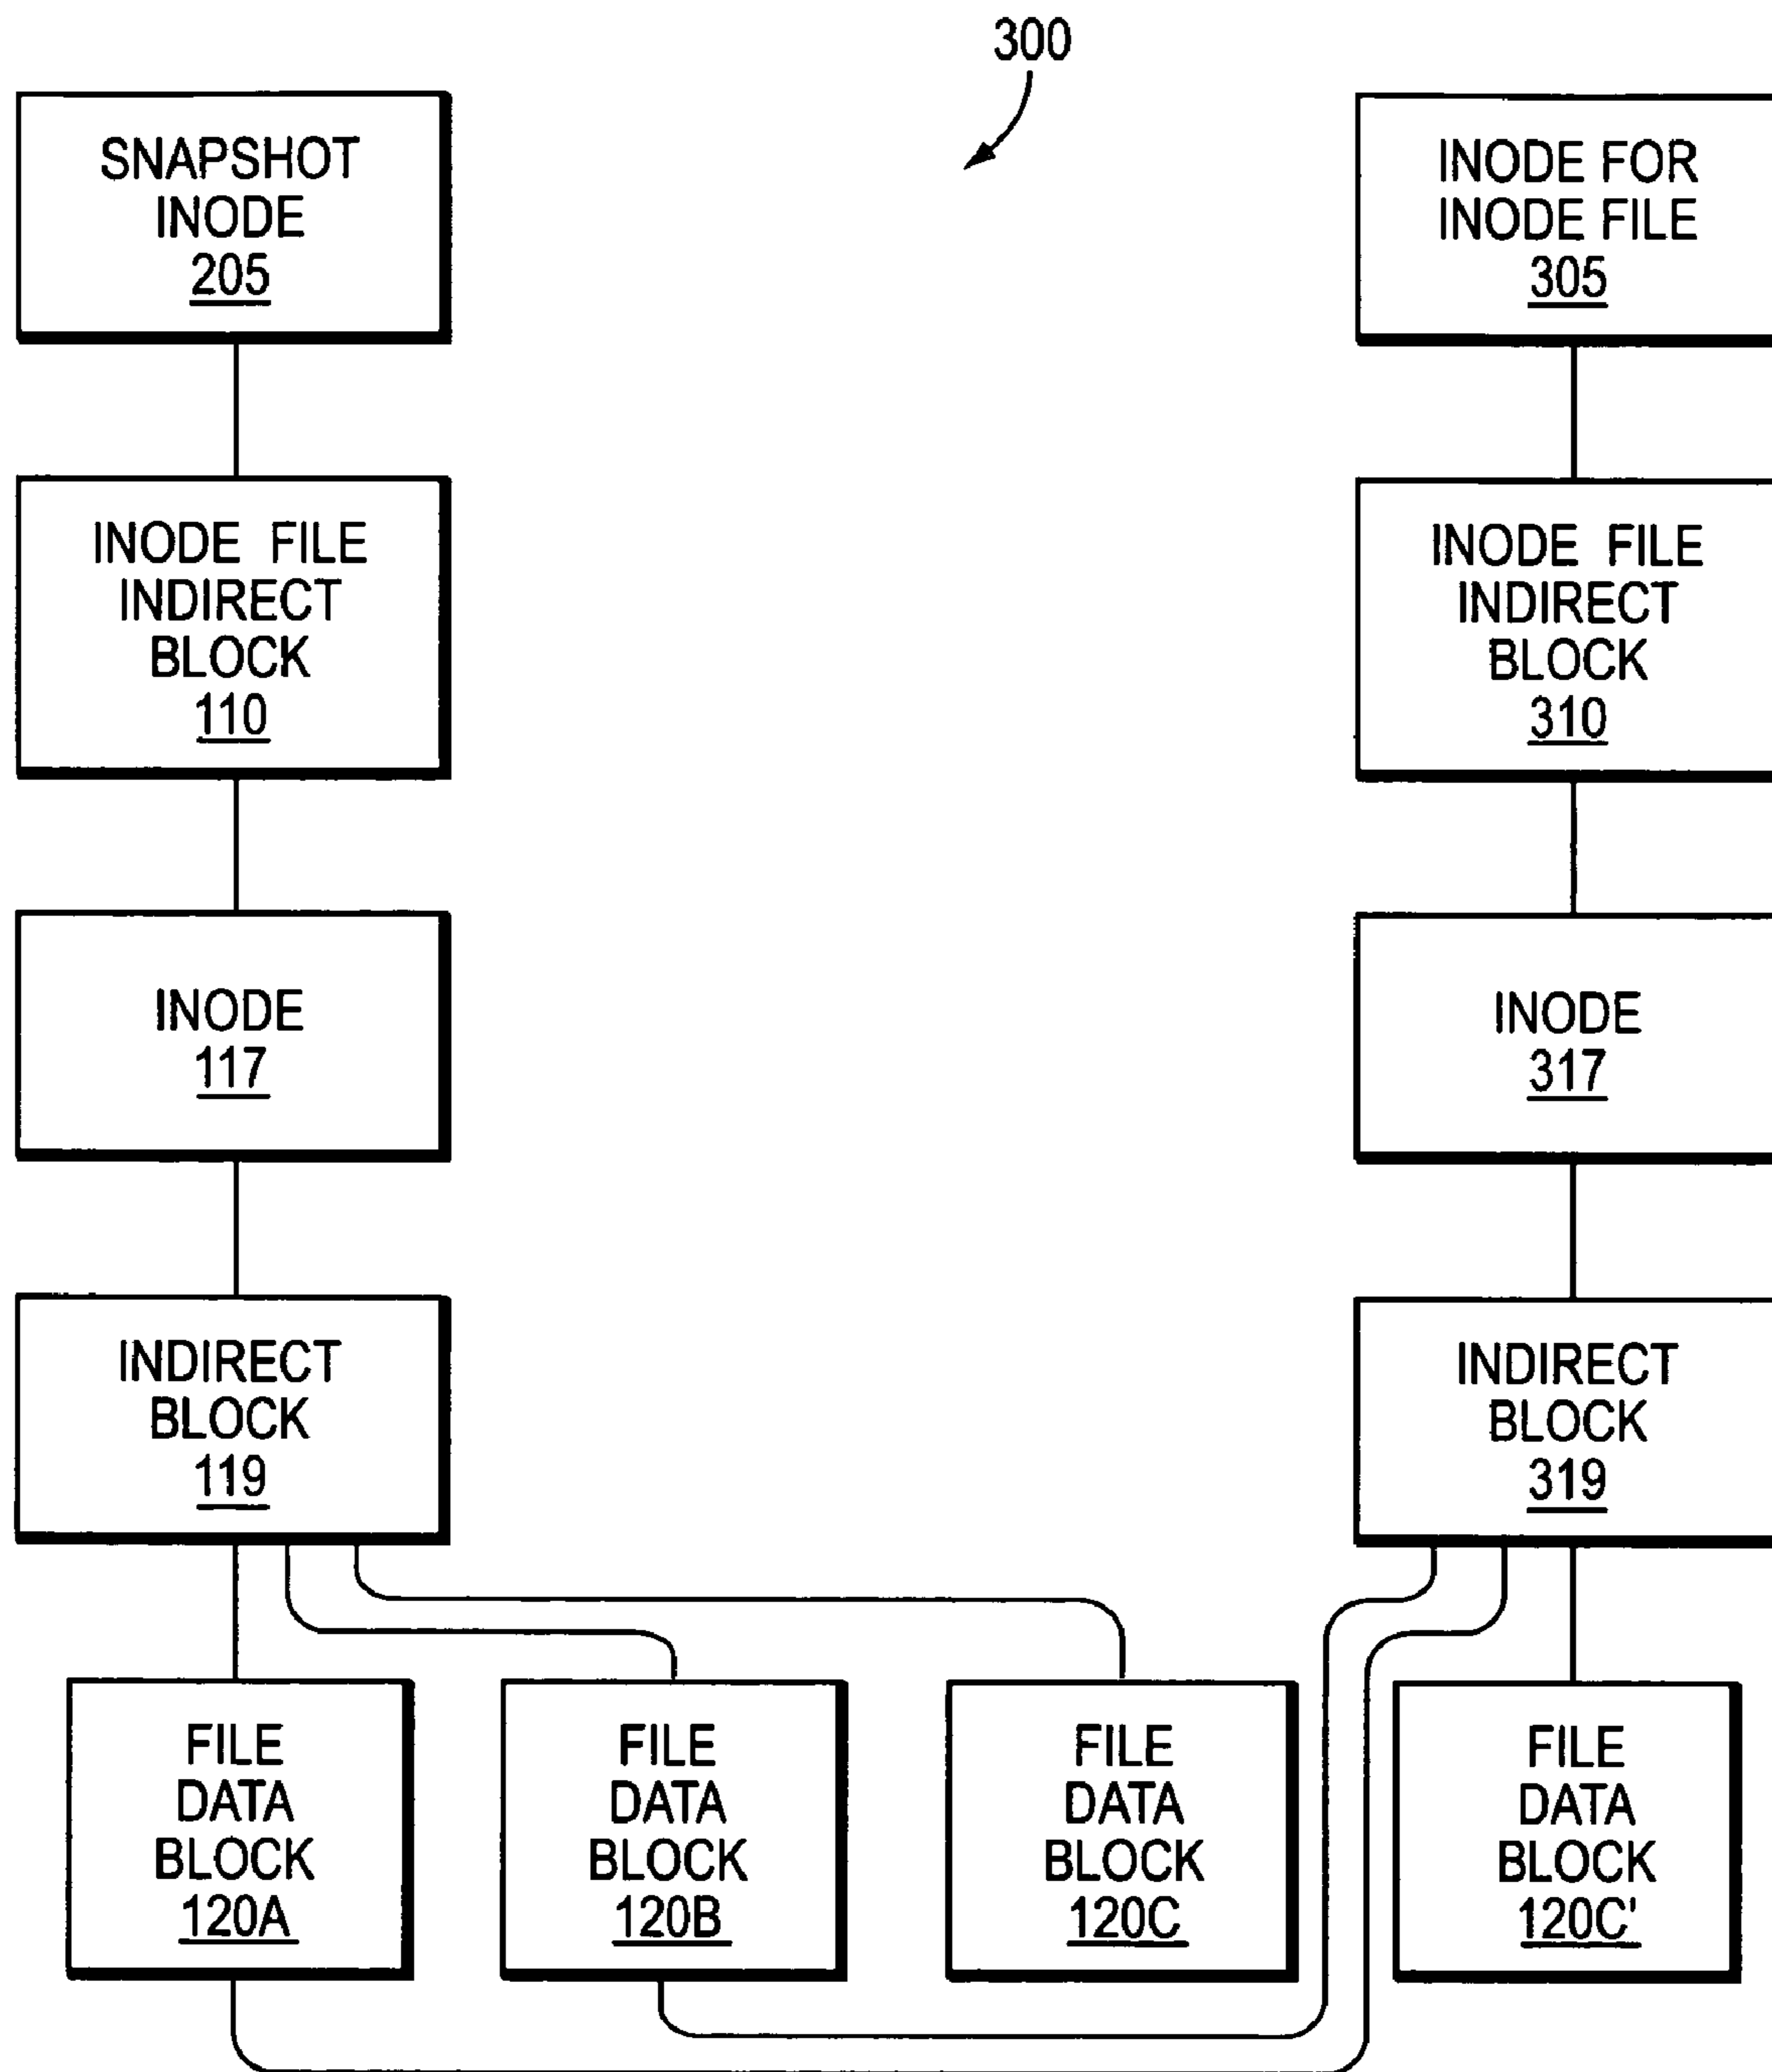 300
SNAPSHOT
INODE
205
INODE FOR
INODE FILE
305
INODE FILE
INDIRECT
BLOCK
110
INODE FILE
INDIRECT
BLOCK
310
INODE
117
INODE
317
INDIRECT
BLOCK
119
INDIRECT
BLOCK
319
FILE
DATA
BLOCK
120A
FILE
DATA
BLOCK
120B
FILE
DATA
BLOCK
120C
FILE
DATA
BLOCK
120C'